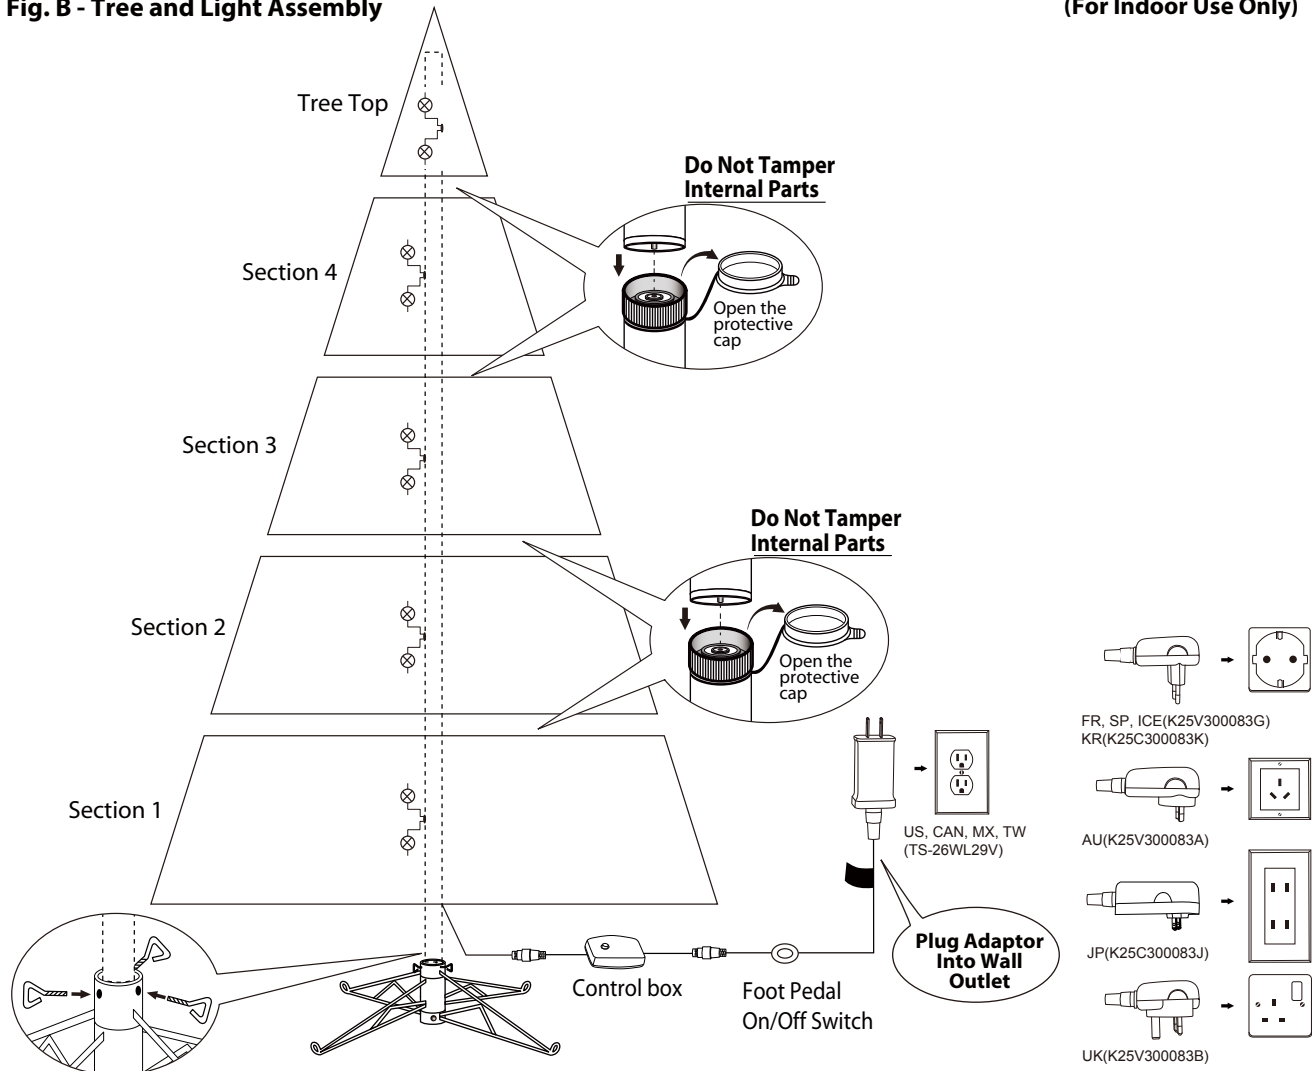 Fig. B - Tree and Light Assembly
(For Indoor Use Only)
Tree Top
Do Not Tamper
Internal Parts
Section 4
Open the
protective
cap
Section 3
Do Not Tamper
Internal Parts
Section 2
Open the
protective
cap
FR, SP, ICE(K25V300083G)
KR(K25C300083K)
Section 1
US, CAN, MX, TW
(TS-26WL29V)
AU(K25V300083A)
Plug Adaptor
Into Wall
Outlet
JP(K25C300083J)
Control box
Foot Pedal
On/Off Switch
UK(K25V300083B)